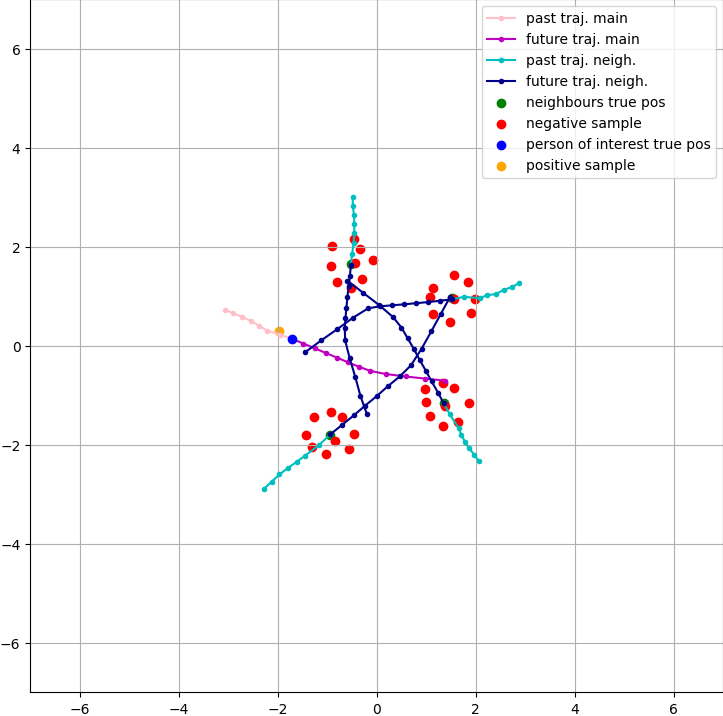 past traj. main
future traj. main
past traj. neigh.
future traj. neigh.
neighbours true pos
negative sample
person of interest true pos
positive sample
6
4
2
0
−2
−4
−6
−6
−4
−2
0
2
4
6